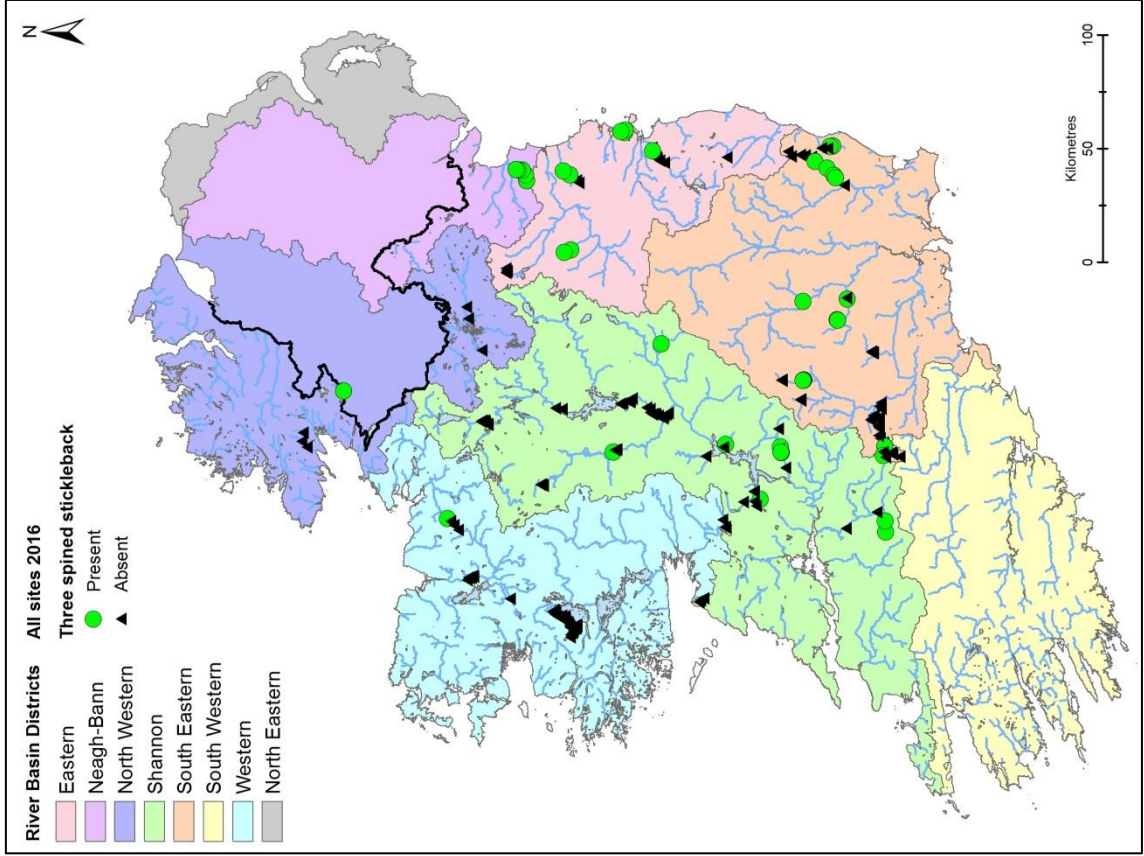 River Basin Districts
Eastern
Neagh-Bann
North Western
Shannon
South Eastern
South Western
Western
North Eastern
All sites 2016
Three spined stickleback
Present
Absent
N
0 50 100
Kilometres